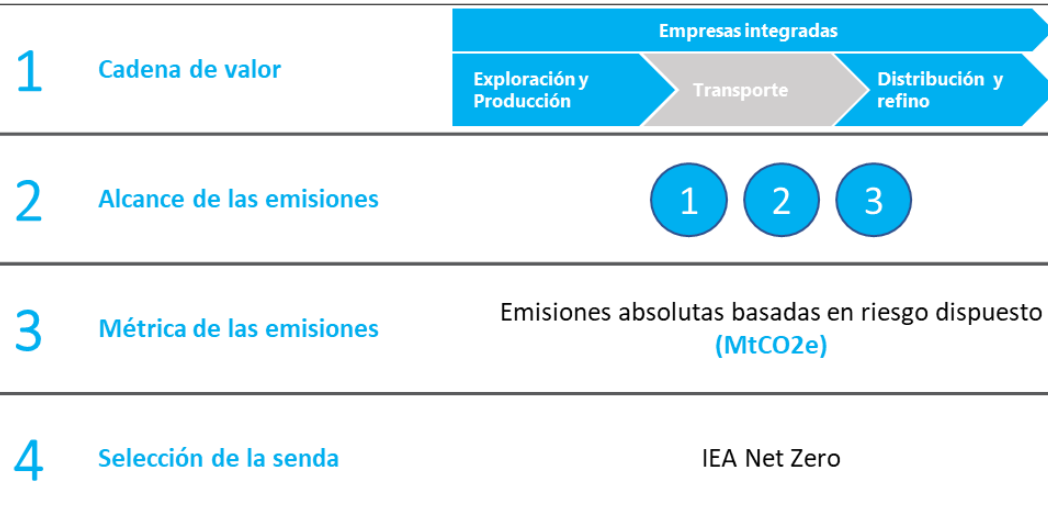 Empresas integradas
1
Cadena de valor
Exploración y
Producción
Transporte
Distribución y
refino
2
Alcance de las emisiones
1
2
3
3
Métrica de las emisiones
Emisiones absolutas basadas en riesgo dispuesto
(MtCO2e)
4
Selección de la senda
IEA Net Zero